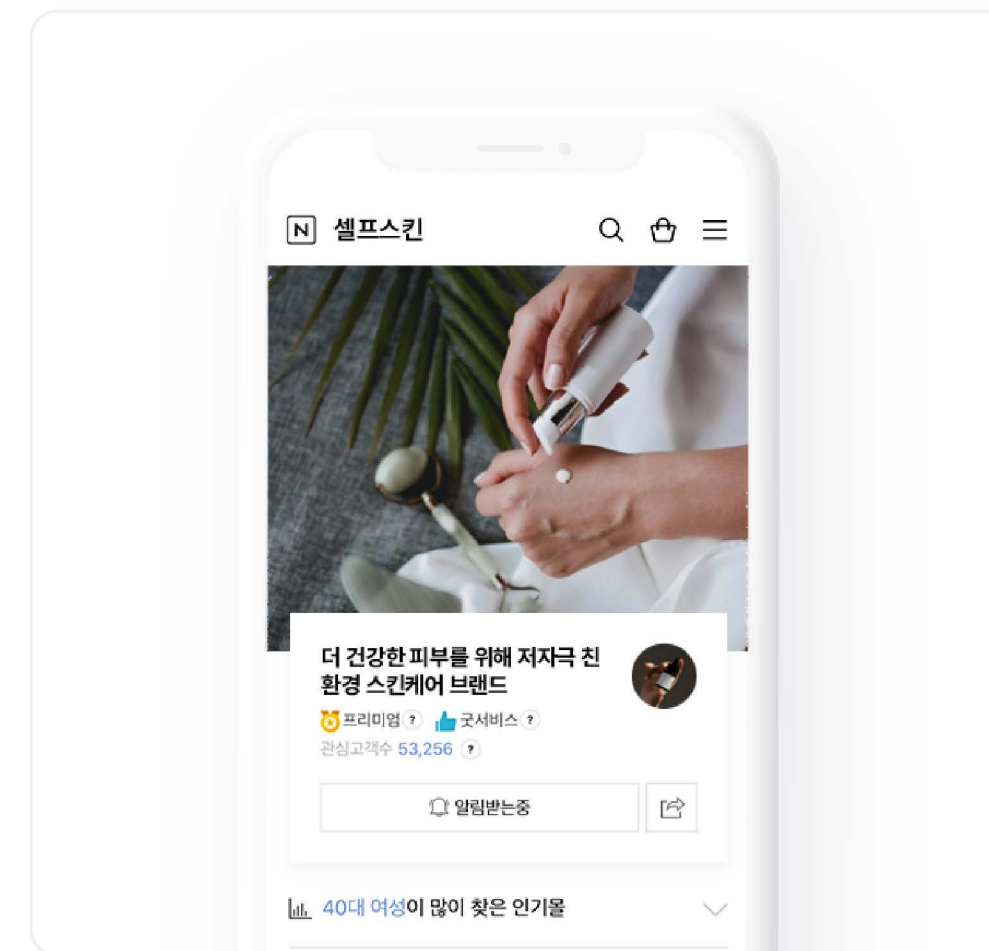 N 셀프스킨
더 건강한 피부를 위해 저자극 친
환경 스킨케어 브랜드
프리미엄 ? 굿서비스 ?
관심고객수 53,256 ?
알림받는중
40대 여성이 많이 찾은 인기몰